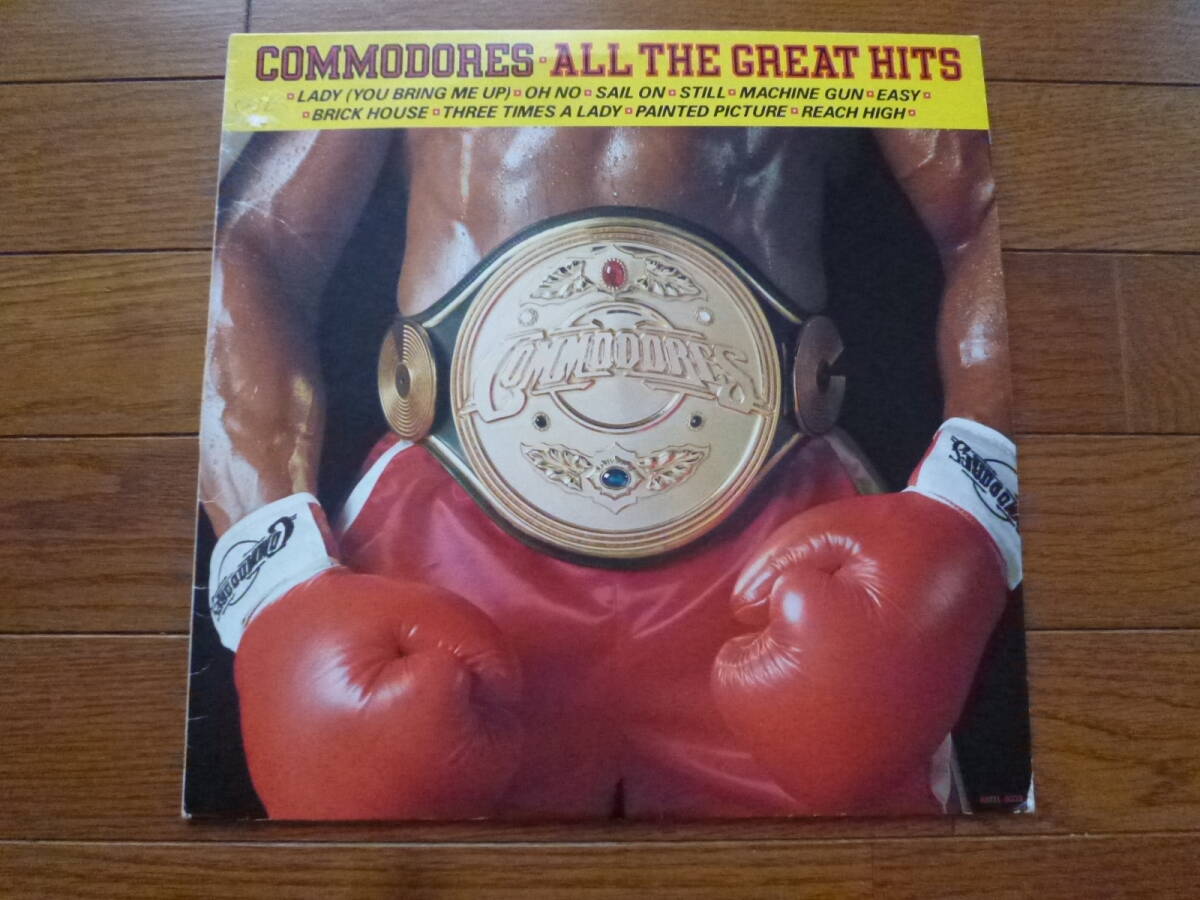 COMMODORES ▫ ALL THE GREAT HITS
▫ LADY (YOU BRING ME UP) ▫ OH NO ▫ SAIL ON ▫ STILL ▫ MACHINE GUN ▫ EASY ▫
▫ BRICK HOUSE ▫ THREE TIMES A LADY ▫ PAINTED PICTURE ▫ REACH HIGH ▫
COMMODORES